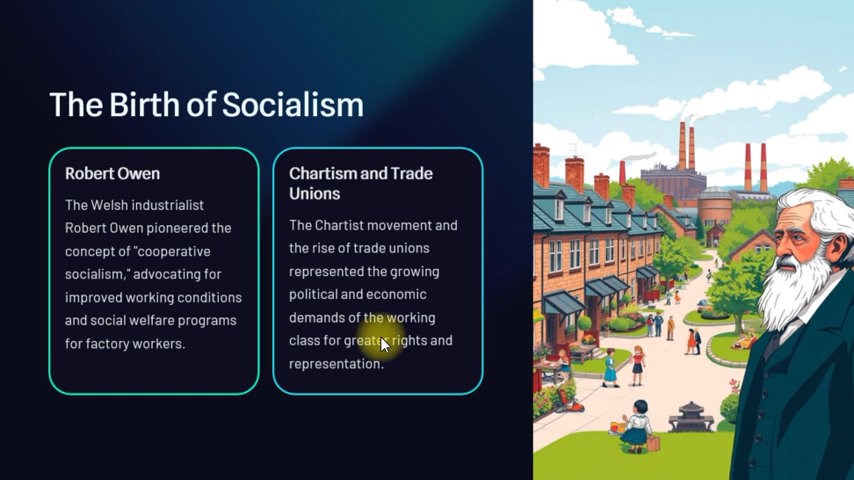 The Birth of Socialism
Robert Owen
The Welsh industrialist
Robert Owen pioneered the
concept of "cooperative
socialism," advocating for
improved working conditions
and social welfare programs
for factory workers.
Chartism and Trade
Unions
The Chartist movement and
the rise of trade unions
represented the growing
political and economic
demands of the working
class for greater rights and
representation.